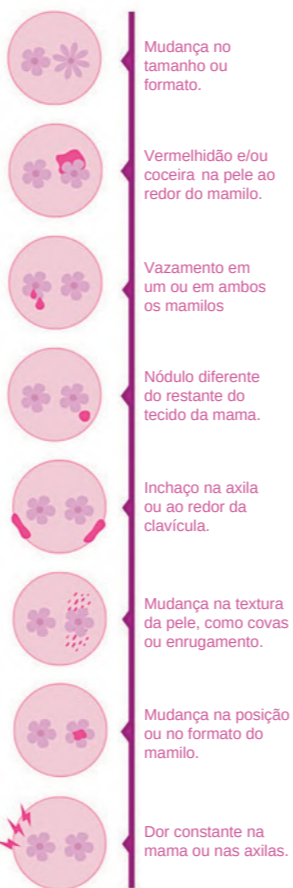 Mudança no
tamanho ou
formato.
Vermelhidão e/ou
coceira na pele ao
redor do mamilo.
Vazamento em
um ou em ambos
os mamilos
Nódulo diferente
do restante do
tecido da mama.
Inchaço na axila
ou ao redor da
clavícula.
Mudança na textura
da pele, como covas
ou enrugamento.
Mudança na posição
ou no formato do
mamilo.
Dor constante na
mama ou nas axilas.